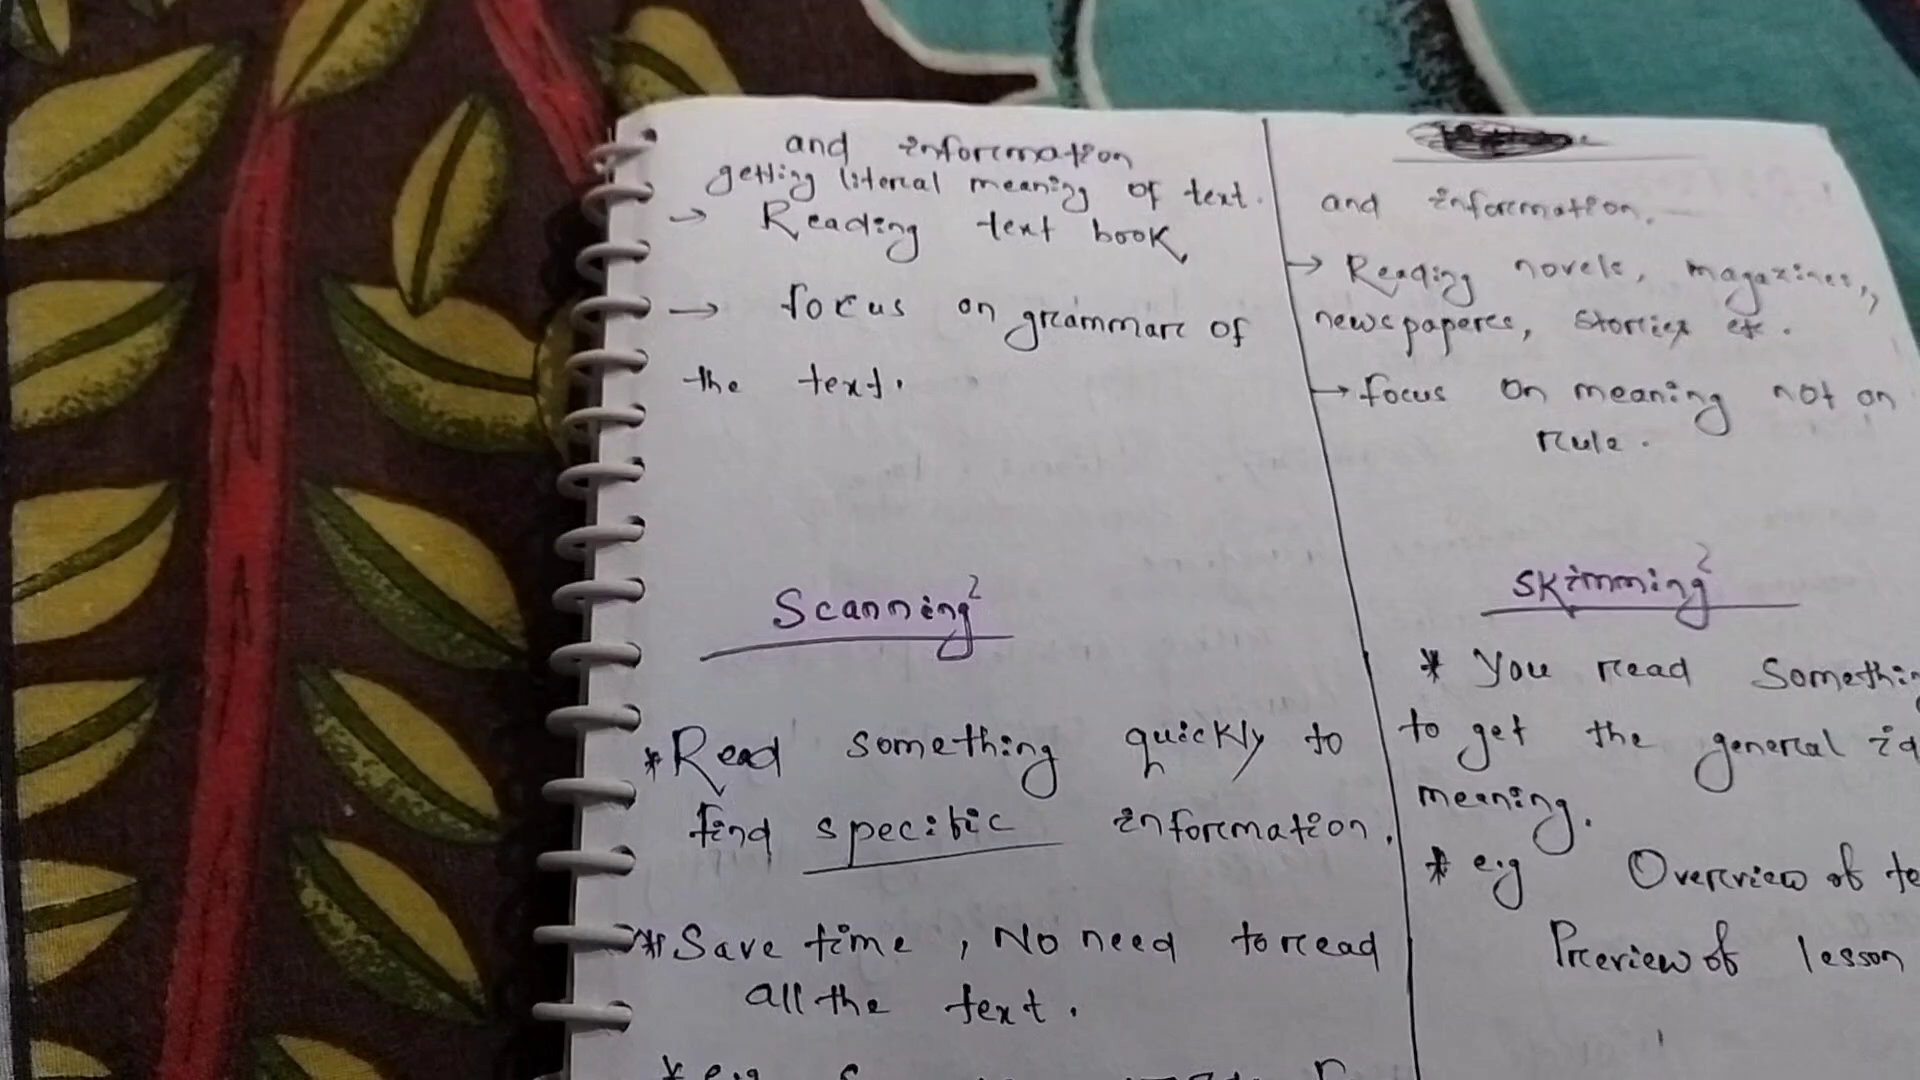 and information
getting literal meaning of text.
→ Reading text book,
→ focus on grammar of
the text.
and information.
→ Reading novels, magazines,,
newspapers, stories etc.
→ focus on meaning not on
rule.
Scanning
*Read something quickly to
find specific information.
* Save time, No need to read
all the text.
* e.g
Skimming
* You read Somethin
to get the general
meaning.
* e.g Overview of te
Preview of lesson